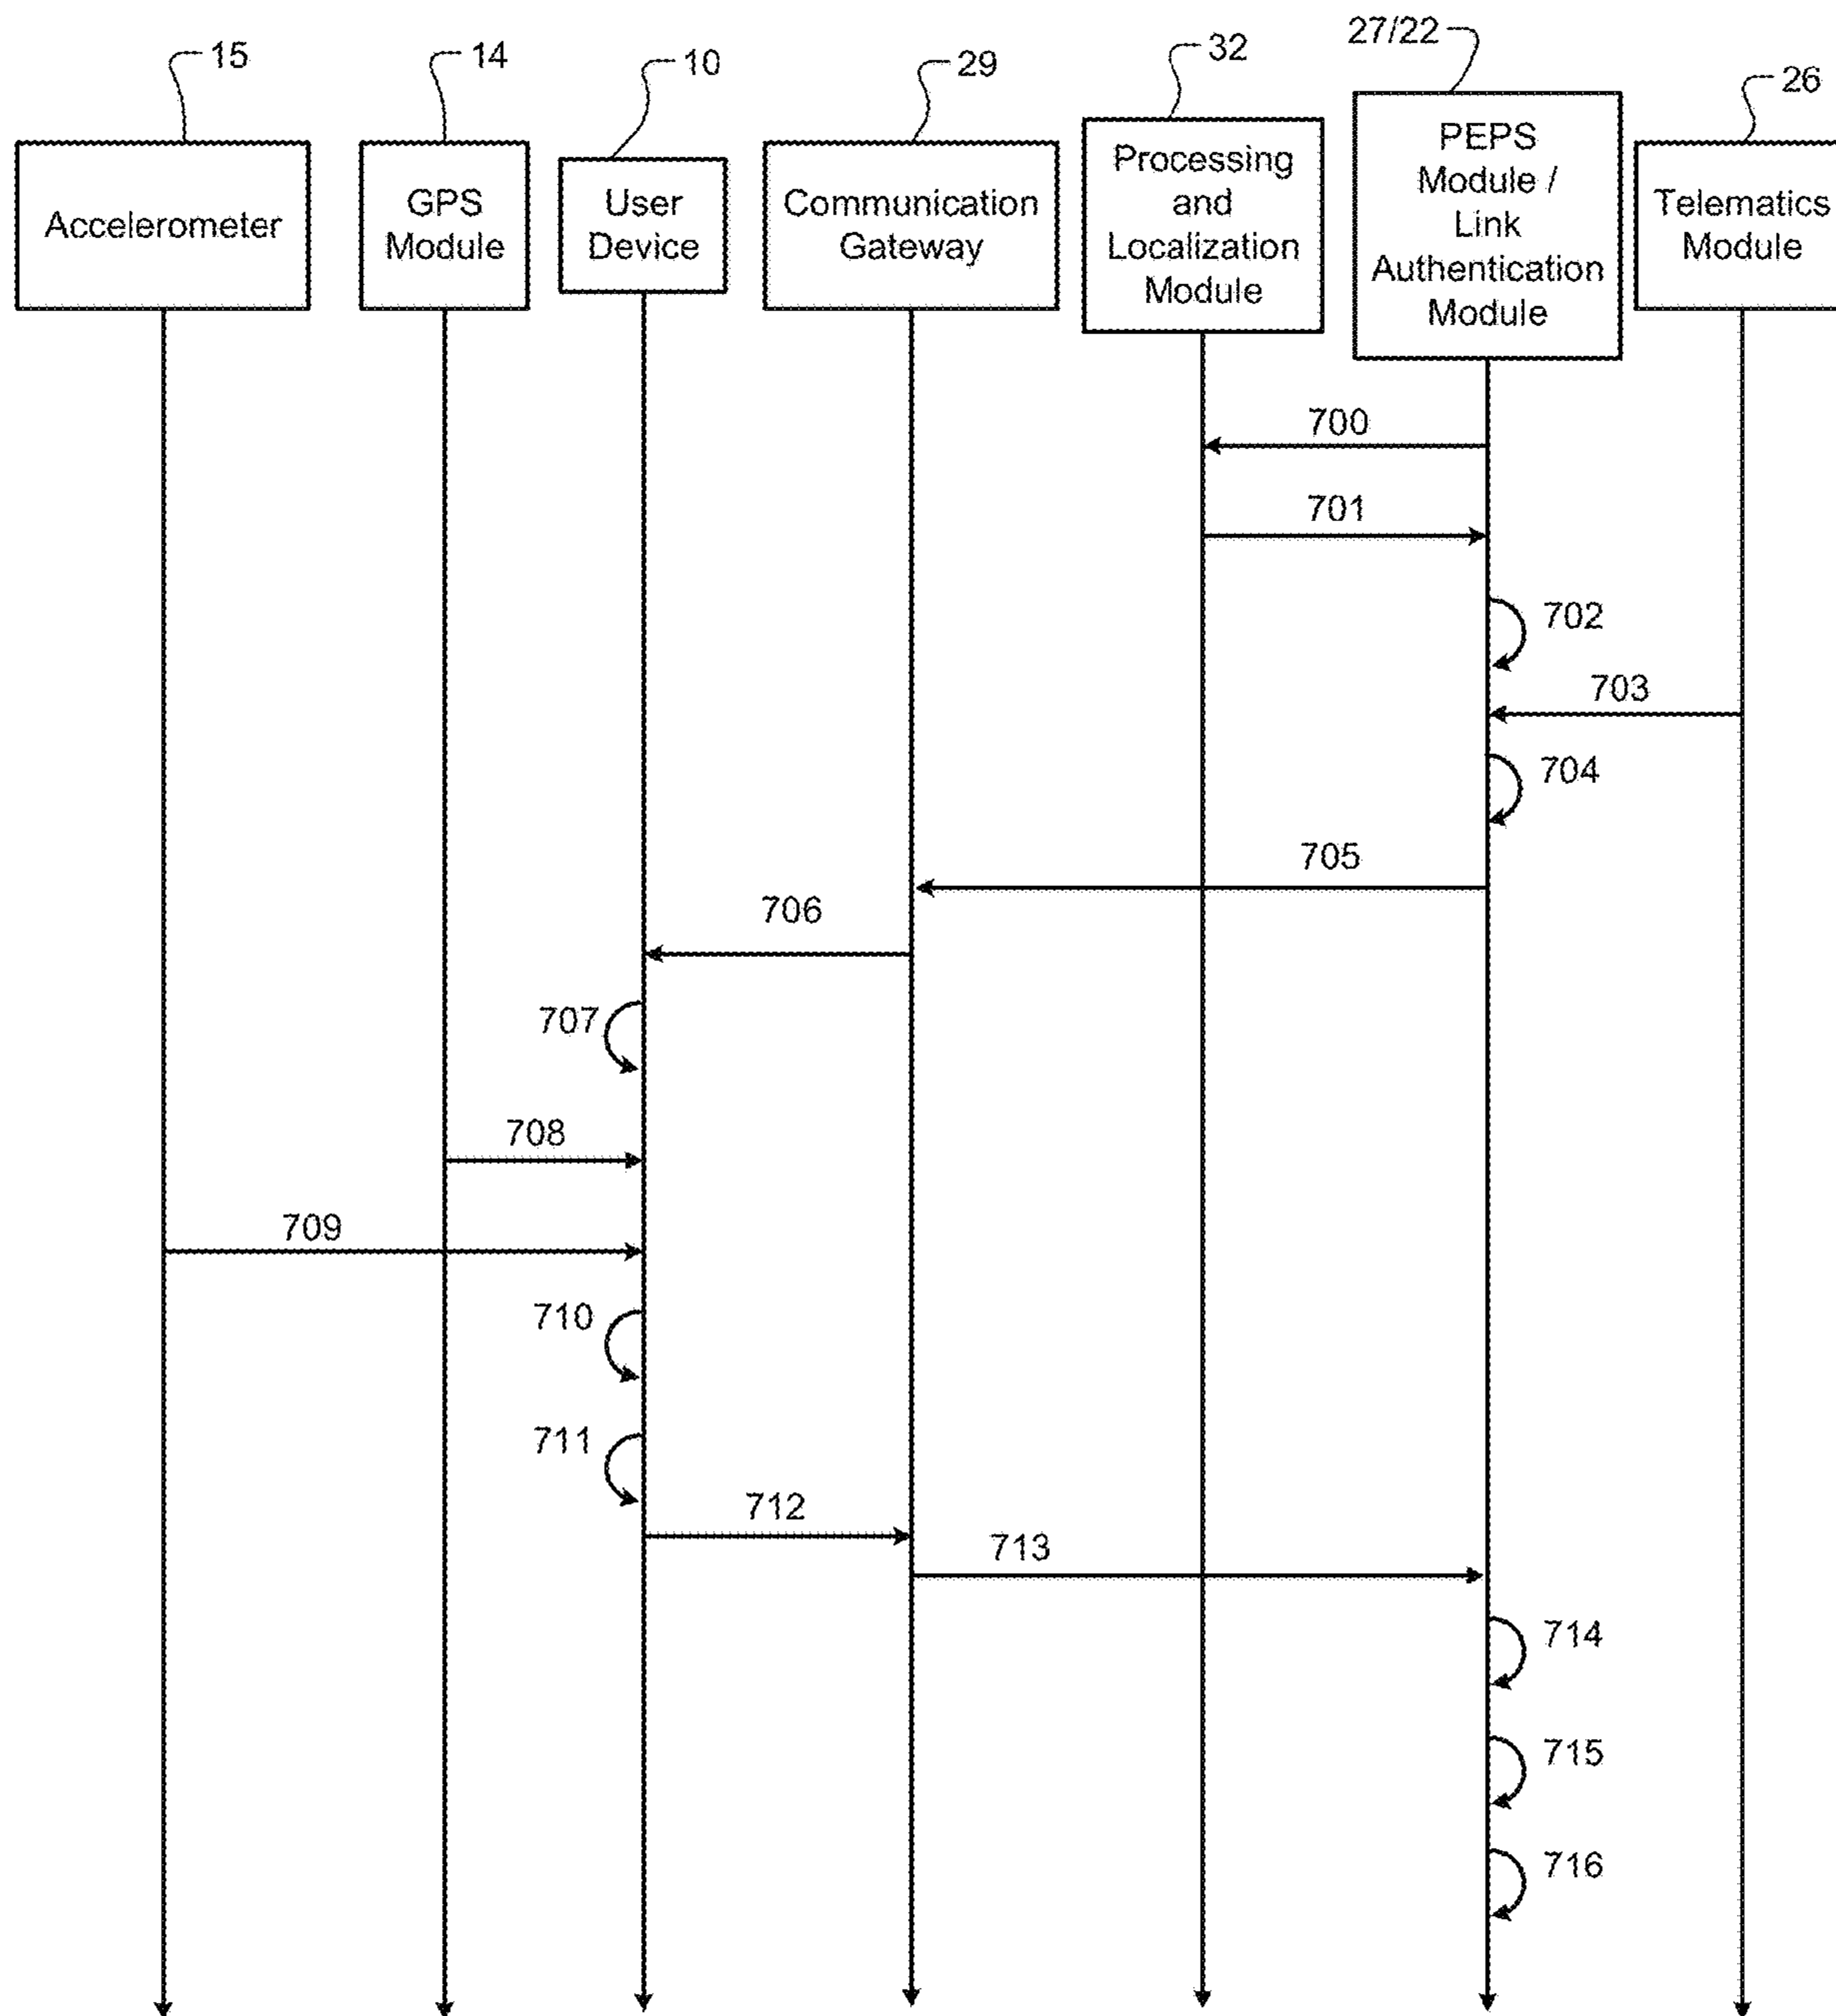 15
14
10
29
32
27/22
26
Accelerometer
GPS
Module
User
Device
Communication
Gateway
Processing
and
Localization
Module
PEPS
Module /
Link
Authentication
Module
Telematics
Module
700
701
702
703
704
705
706
707
708
709
710
711
712
713
714
715
716